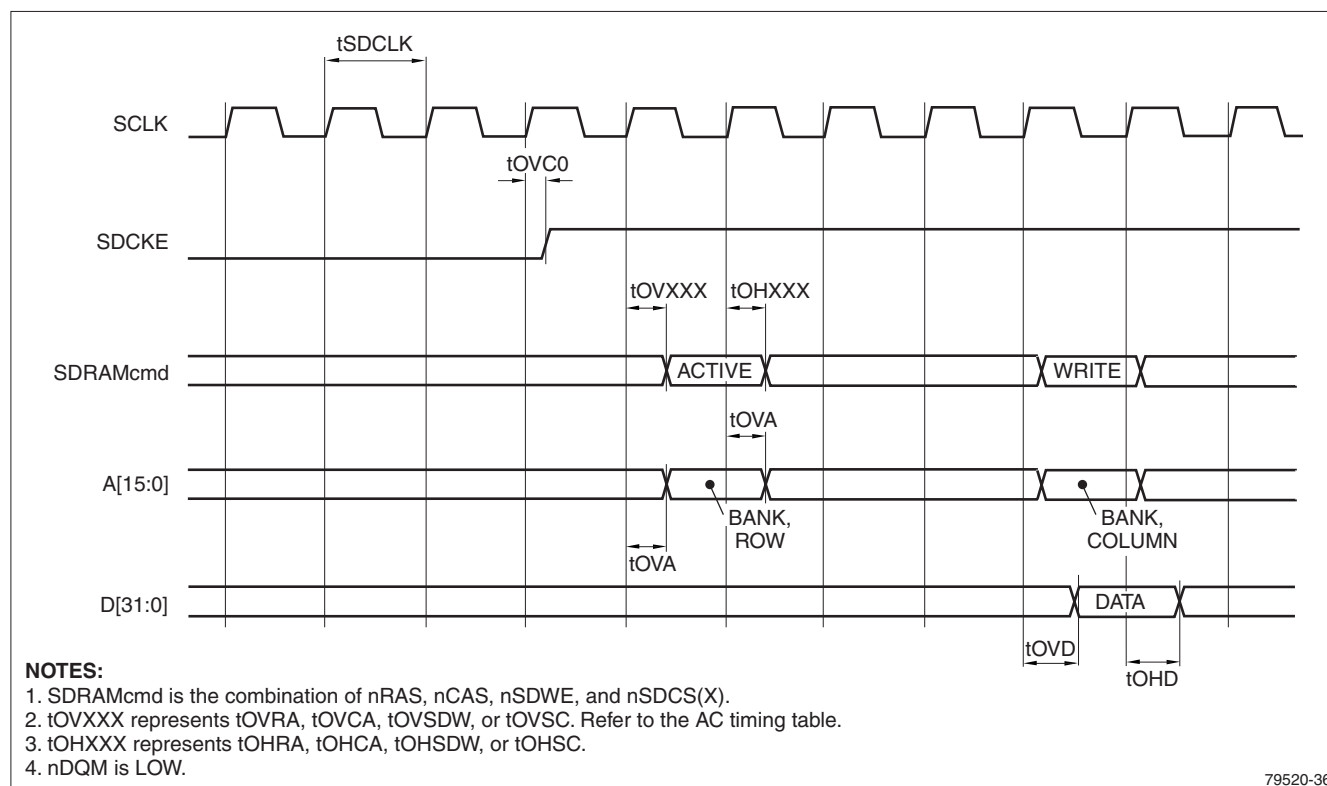 tSDCLK
SCLK
tOVC0
SDCKE
tOVXXX
tOHXXX
SDRAMcmd
ACTIVE
WRITE
tOVA
A[15:0]
BANK,
ROW
BANK,
COLUMN
tOVA
D[31:0]
DATA
tOVD
tOHD
NOTES:
1. SDRAMcmd is the combination of nRAS, nCAS, nSDWE, and nSDCS(X).
2. tOVXXX represents tOVRA, tOVCA, tOVSDW, or tOVSC. Refer to the AC timing table.
3. tOHXXX represents tOHRA, tOHCA, tOHSDW, or tOHSC.
4. nDQM is LOW.
79520-36